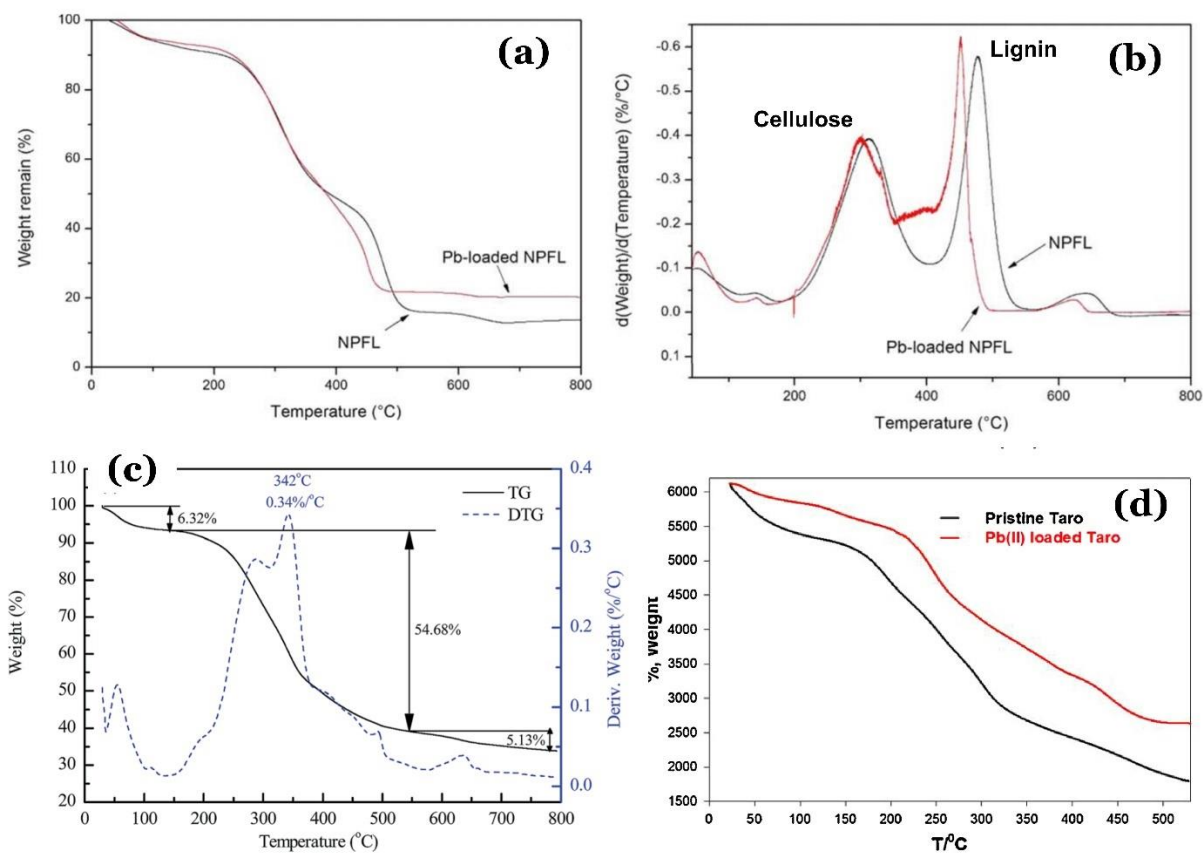 (a)
100
80
60
40
20
0
Weight remain (%)
Pb-loaded NPFL
NPFL
0 200 400 600 800
Temperature (°C)
(b)
-0.6
-0.5
-0.4
-0.3
-0.2
-0.1
0.0
0.1
d(Weight)/d(Temperature) (%/°C)
Cellulose
Lignin
NPFL
Pb-loaded NPFL
200 400 600 800
Temperature (°C)
(c)
110
100
90
80
70
60
50
40
30
20
Weight (%)
342°C
0.34%/°C
TG
DTG
6.32%
54.68%
5.13%
0.4
0.3
0.2
0.1
0.0
Deriv. Weight (%/°C)
0 100 200 300 400 500 600 700 800
Temperature (°C)
(d)
6000
5500
5000
4500
4000
3500
3000
2500
2000
1500
%, Weight
Pristine Taro
Pb(II) loaded Taro
0 50 100 150 200 250 300 350 400 450 500
T/⁰C